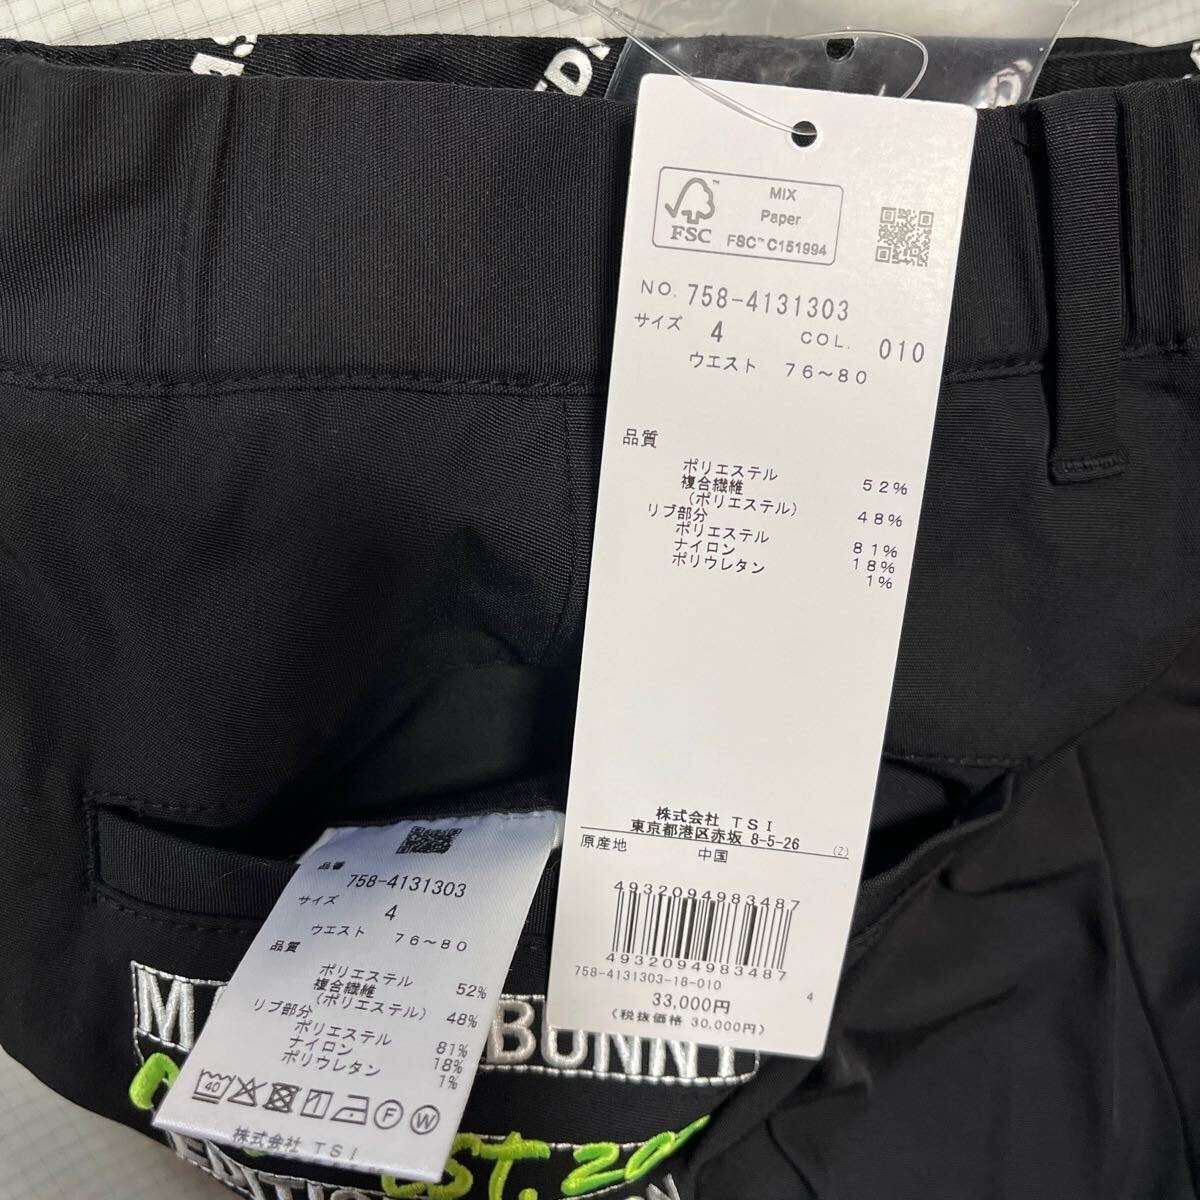 MIX
Paper
FSC
FSC™ C151994
NO. 758-4131303
サイズ 4 COL. 010
ウエスト 76～80
品質
ポリエステル 52%
複合繊維
(ポリエステル) 48%
リブ部分
ポリエステル 81%
ナイロン 18%
ポリウレタン 1%
株式会社 TSI
東京都港区赤坂 8-5-26 (Z)
原産地 中国
4932094983487
4932094983487
758-4131303-18-010 4
33,000円
(税抜価格 30,000円)
品番
758-4131303
サイズ 4
ウエスト 76～80
品質
ポリエステル 52%
複合繊維
(ポリエステル) 48%
リブ部分
ポリエステル 81%
ナイロン 18%
ポリウレタン 1%
40 F W
株式会社 TSI
BUNNY
EST. 20